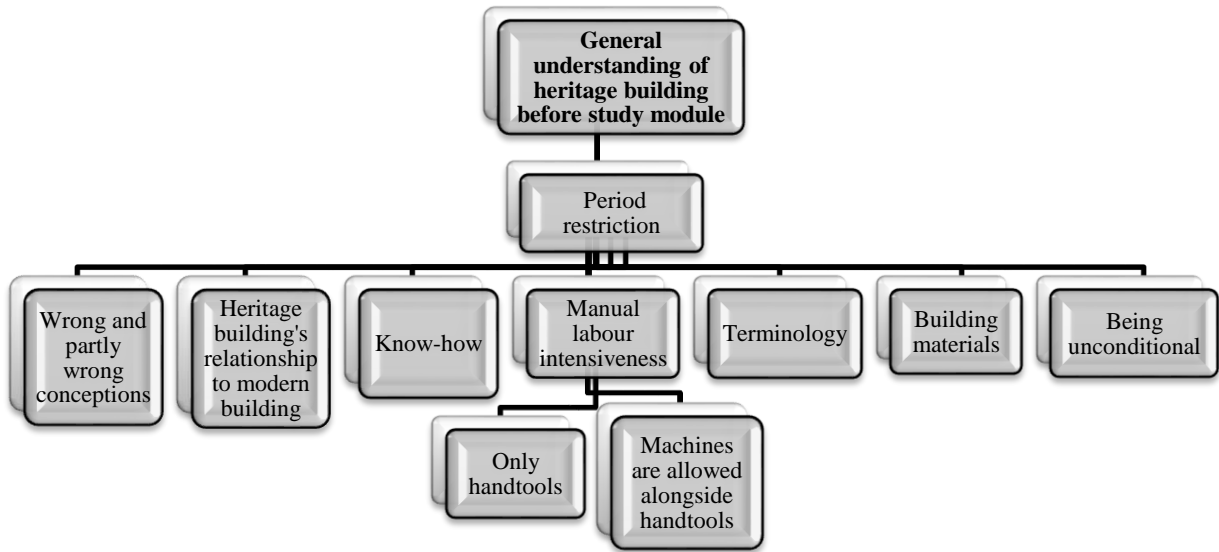 General
understanding of
heritage building
before study module
Period
restriction
Wrong and
partly
wrong
conceptions
Heritage
building's
relationship
to modern
building
Know-how
Manual
labour
intensiveness
Terminology
Building
materials
Being
unconditional
Only
handtools
Machines
are allowed
alongside
handtools